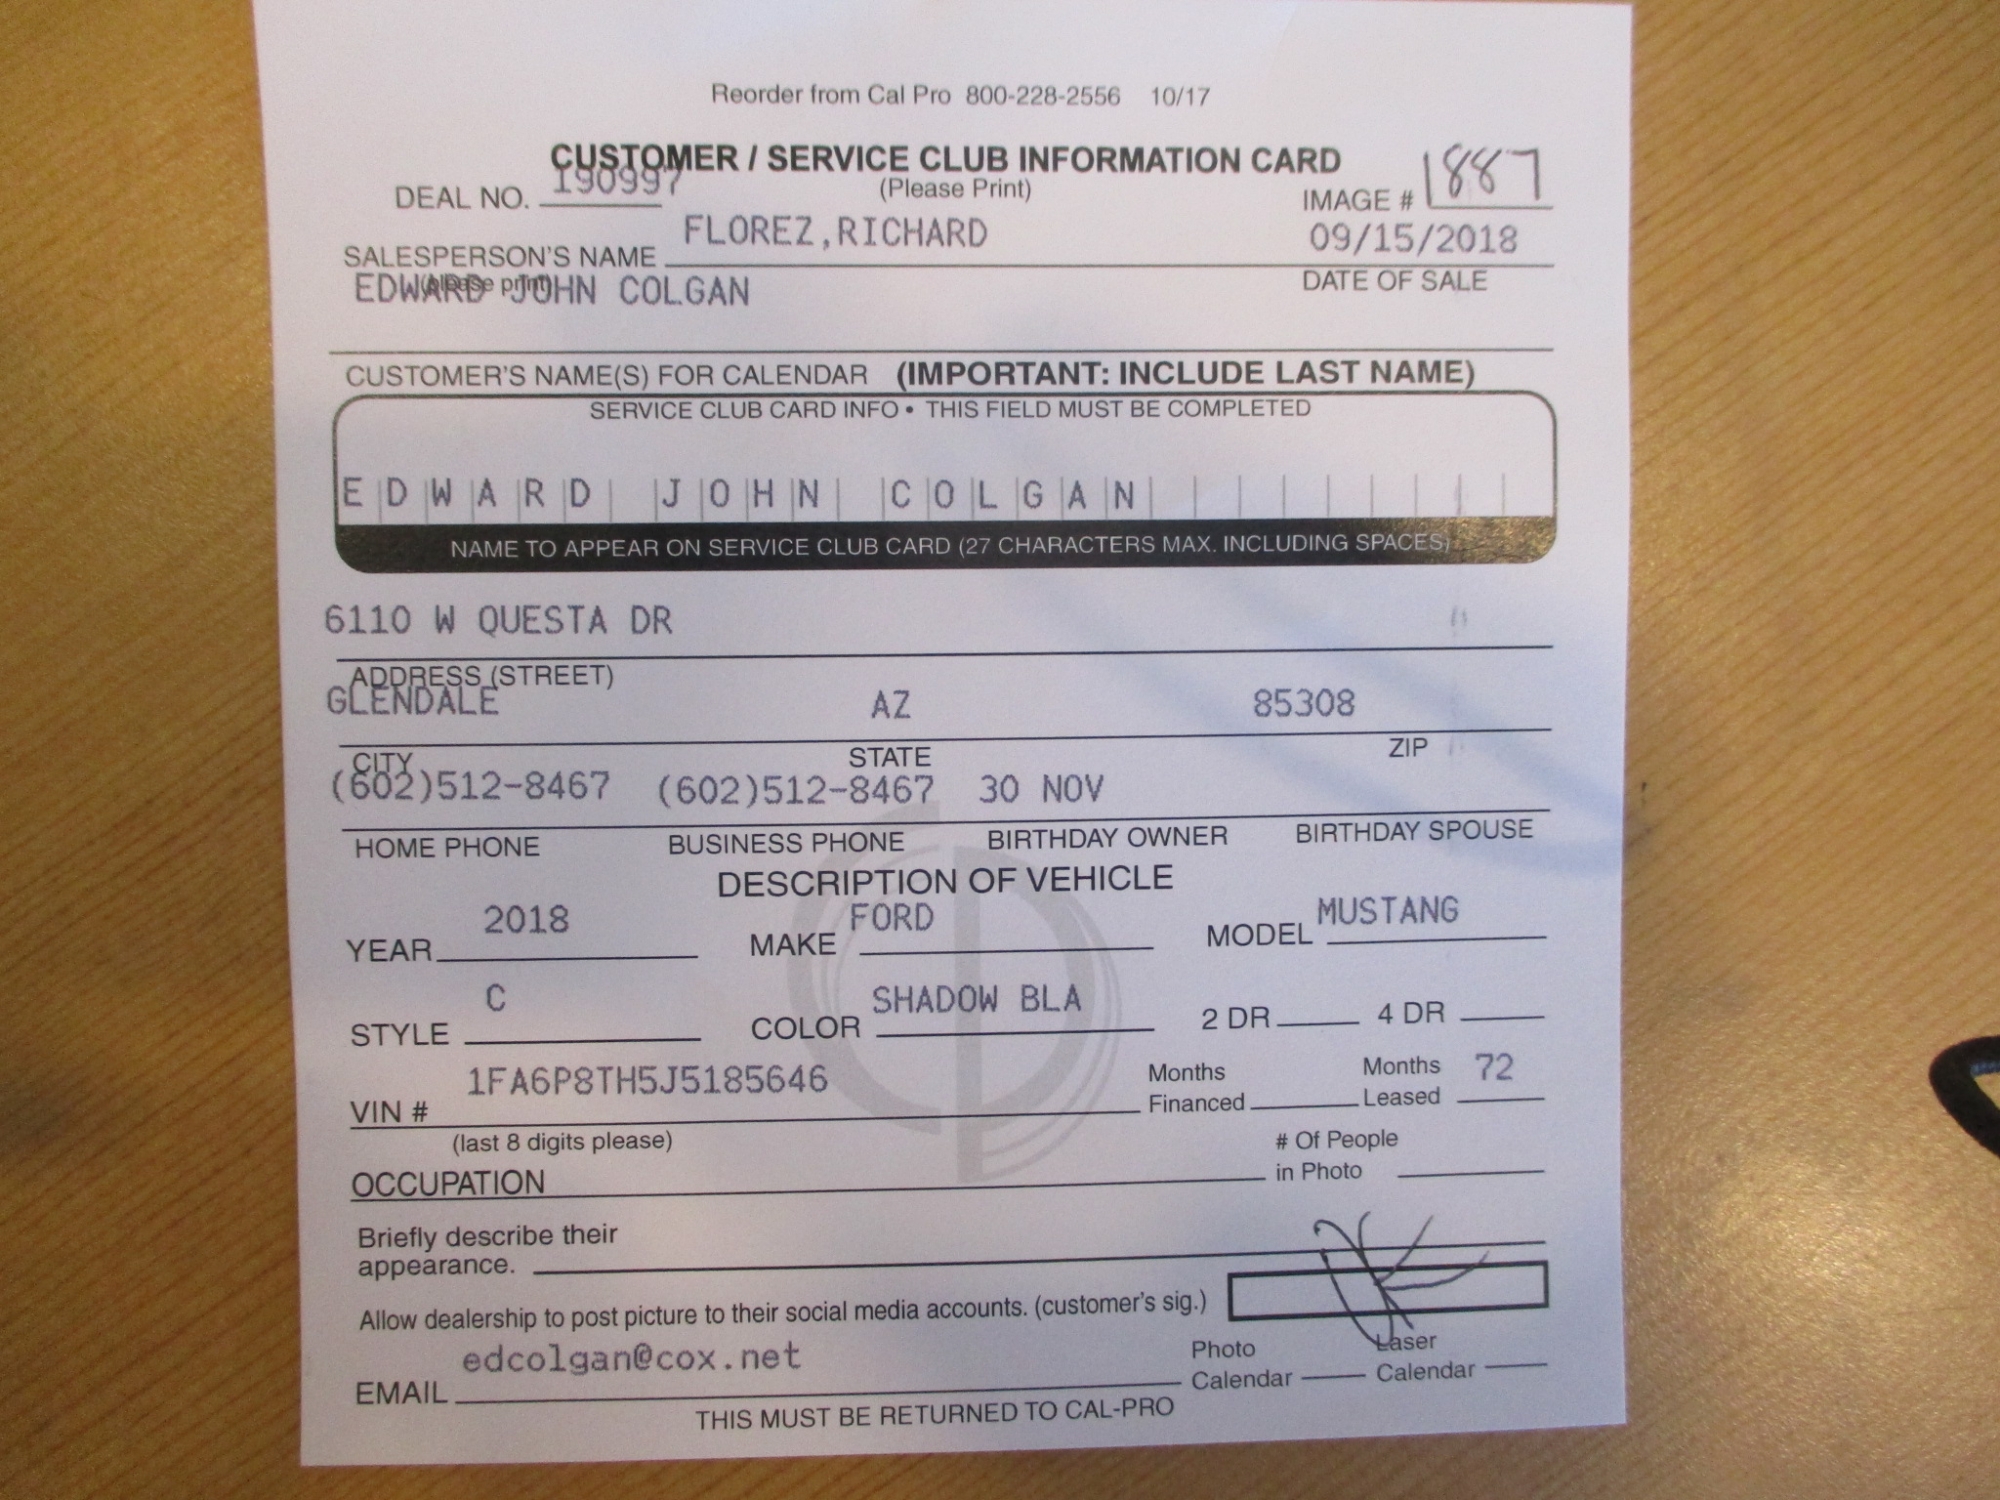 Reorder from Cal Pro 800-228-2556 10/17
CUSTOMER / SERVICE CLUB INFORMATION CARD
DEAL NO. 190997 (Please Print) IMAGE # 1887
SALESPERSON'S NAME FLOREZ,RICHARD 09/15/2018
(please print) DATE OF SALE
EDWARD JOHN COLGAN
CUSTOMER'S NAME(S) FOR CALENDAR (IMPORTANT: INCLUDE LAST NAME)
SERVICE CLUB CARD INFO • THIS FIELD MUST BE COMPLETED
EDWARD JOHN COLGAN
NAME TO APPEAR ON SERVICE CLUB CARD (27 CHARACTERS MAX. INCLUDING SPACES)
6110 W QUESTA DR
ADDRESS (STREET)
GLENDALE AZ 85308
CITY STATE ZIP
(602)512-8467 (602)512-8467 30 NOV
HOME PHONE BUSINESS PHONE BIRTHDAY OWNER BIRTHDAY SPOUSE
DESCRIPTION OF VEHICLE
YEAR 2018 MAKE FORD MODEL MUSTANG
STYLE C COLOR SHADOW BLA 2 DR 4 DR
VIN # 1FA6P8TH5J5185646 Months Financed Months Leased 72
(last 8 digits please)
OCCUPATION # Of People in Photo
Briefly describe their
appearance.
Allow dealership to post picture to their social media accounts. (customer's sig.)
EMAIL edcolgan@cox.net Photo Calendar Laser Calendar
THIS MUST BE RETURNED TO CAL-PRO